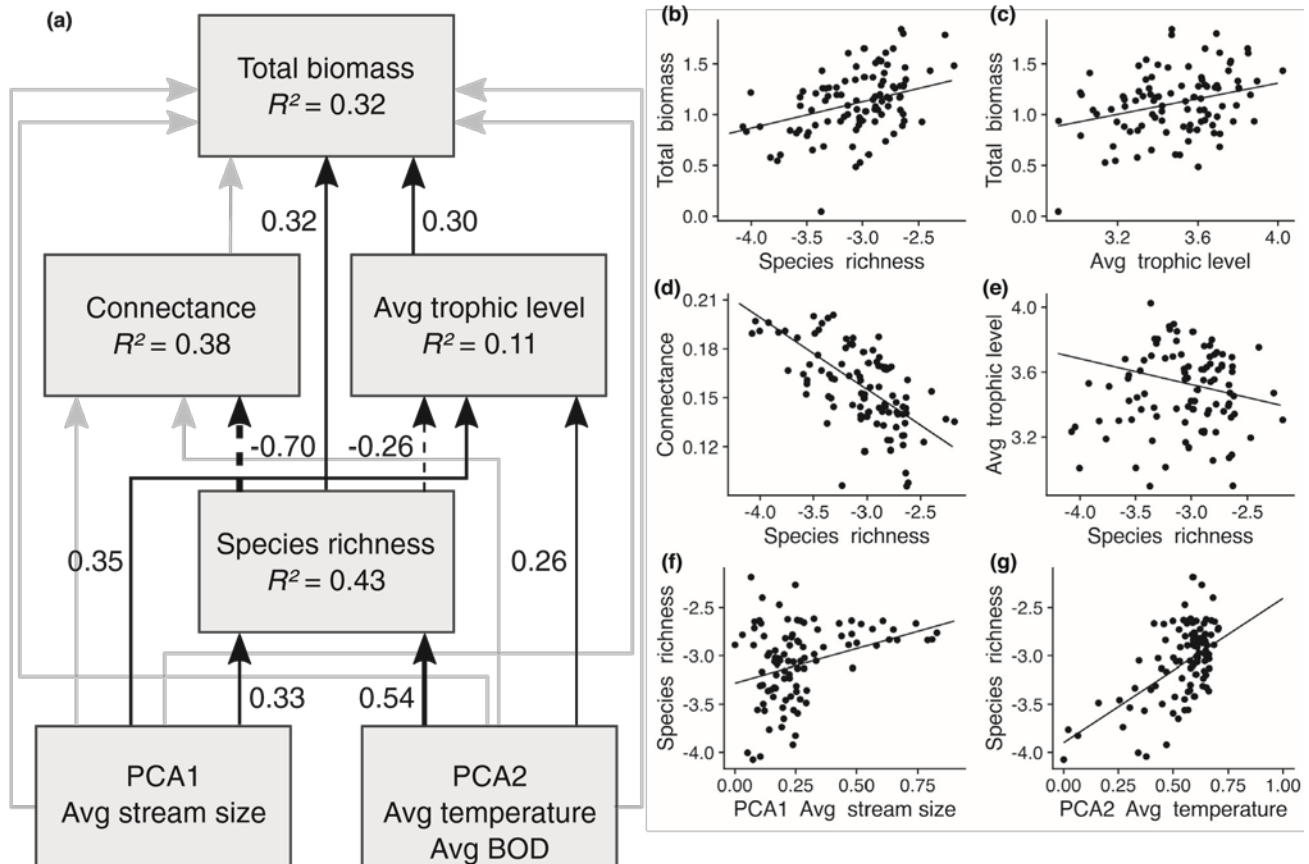 (a)
Total biomass
R² = 0.32
0.32
0.30
Connectance
R² = 0.38
Avg trophic level
R² = 0.11
-0.70
-0.26
Species richness
R² = 0.43
0.35
0.26
0.33
0.54
PCA1
Avg stream size
PCA2
Avg temperature
Avg BOD
(b)
Total biomass
1.5
1.0
0.5
0.0
-4.0
-3.5
-3.0
-2.5
Species richness
(c)
Total biomass
1.5
1.0
0.5
0.0
3.2
3.6
4.0
Avg trophic level
(d)
Connectance
0.21
0.18
0.15
0.12
-4.0
-3.5
-3.0
-2.5
Species richness
(e)
Avg trophic level
4.0
3.6
3.2
-4.0
-3.5
-3.0
-2.5
Species richness
(f)
Species richness
-2.5
-3.0
-3.5
-4.0
0.00
0.25
0.50
0.75
PCA1 Avg stream size
(g)
Species richness
-2.5
-3.0
-3.5
-4.0
0.00
0.25
0.50
0.75
1.00
PCA2 Avg temperature